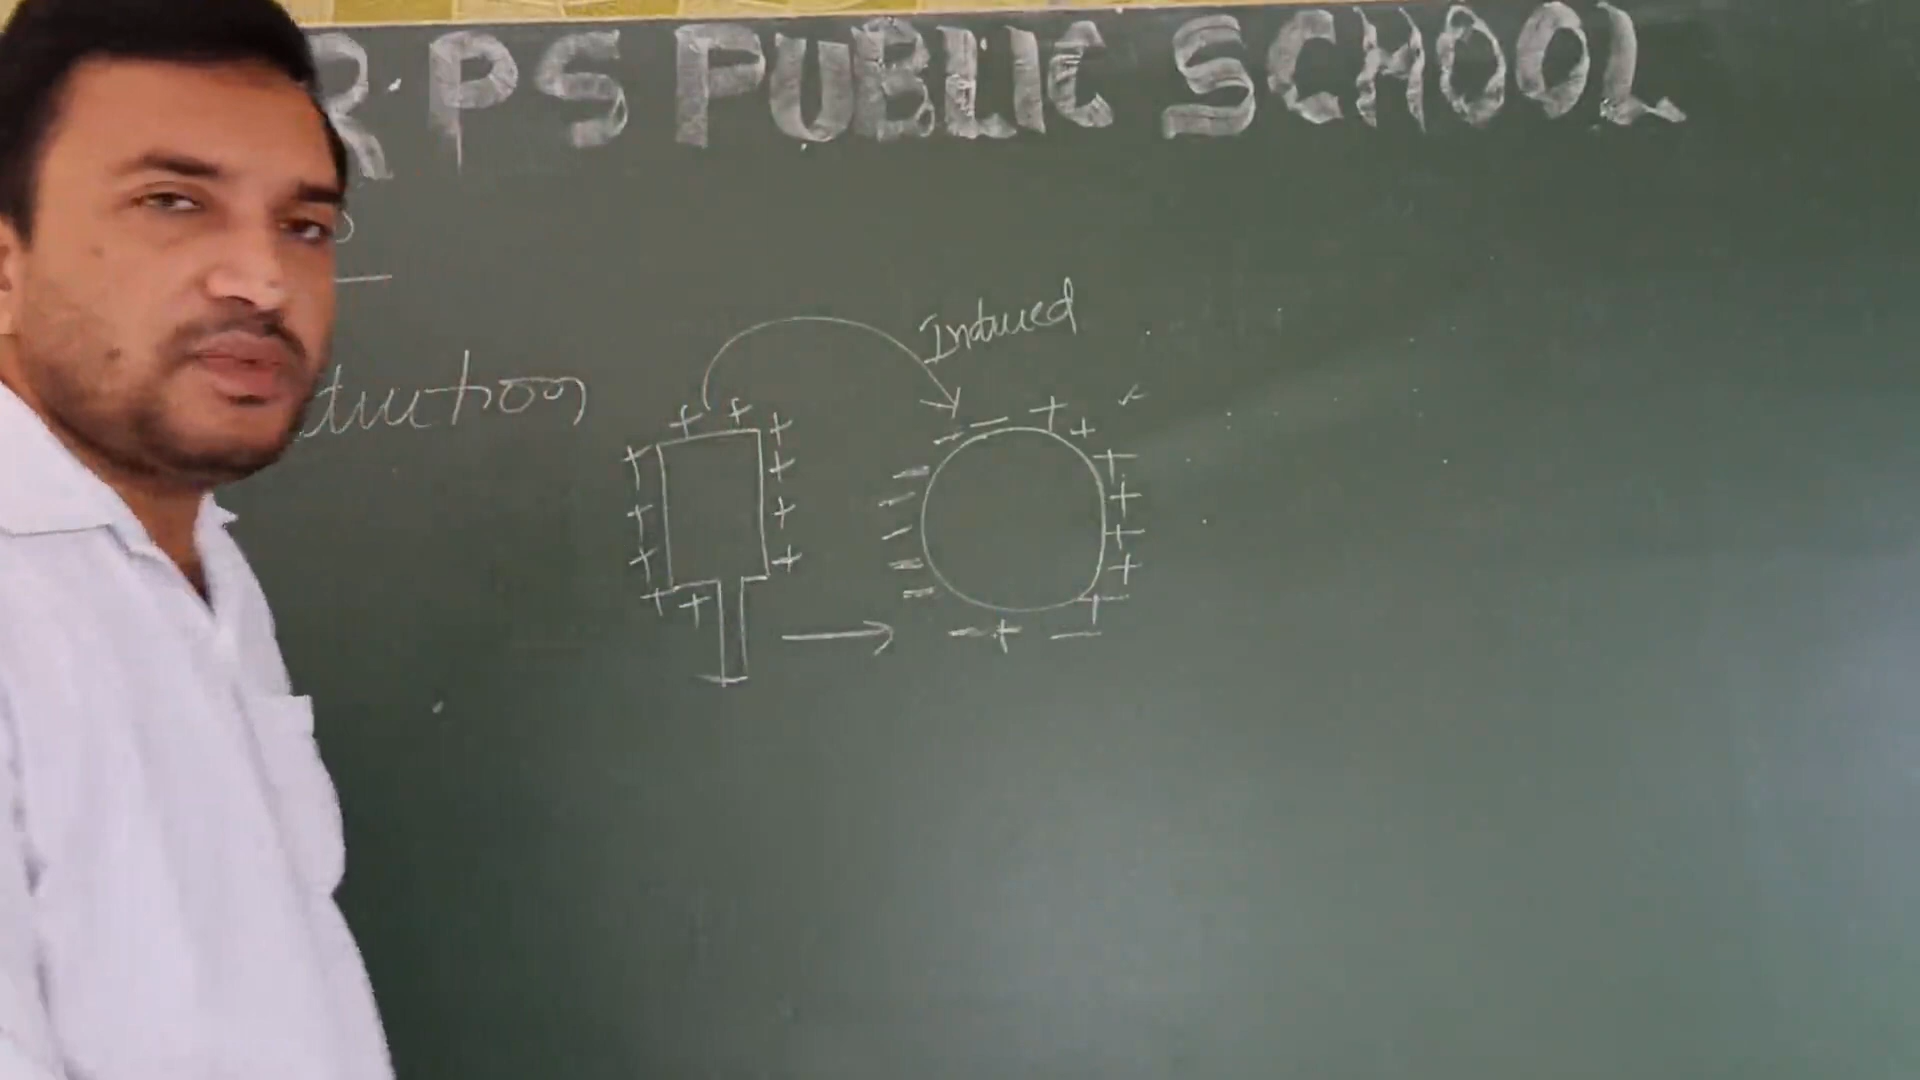 R.PS PUBLIC SCHOOL
Induced
duction
+ + +
+ +
+ +
+ +
+ +
- - + +
- +
- +
- +
- +
- +
- + -